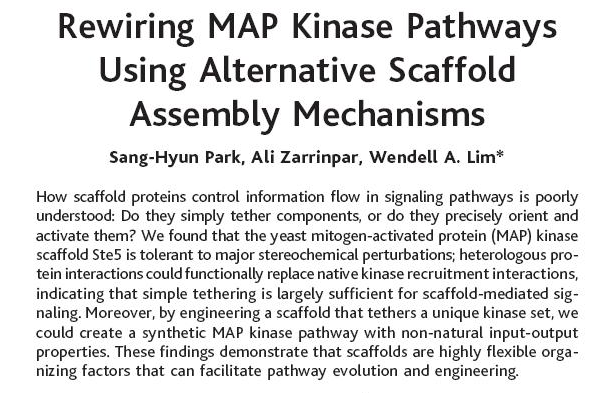 Rewiring MAP Kinase Pathways
Using Alternative Scaffold
Assembly Mechanisms
Sang-Hyun Park, Ali Zarrinpar, Wendell A. Lim*
How scaffold proteins control information flow in signaling pathways is poorly
understood: Do they simply tether components, or do they precisely orient and
activate them? We found that the yeast mitogen-activated protein (MAP) kinase
scaffold Ste5 is tolerant to major stereochemical perturbations; heterologous pro-
tein interactions could functionally replace native kinase recruitment interactions,
indicating that simple tethering is largely sufficient for scaffold-mediated sig-
naling. Moreover, by engineering a scaffold that tethers a unique kinase set, we
could create a synthetic MAP kinase pathway with non-natural input-output
properties. These findings demonstrate that scaffolds are highly flexible orga-
nizing factors that can facilitate pathway evolution and engineering.